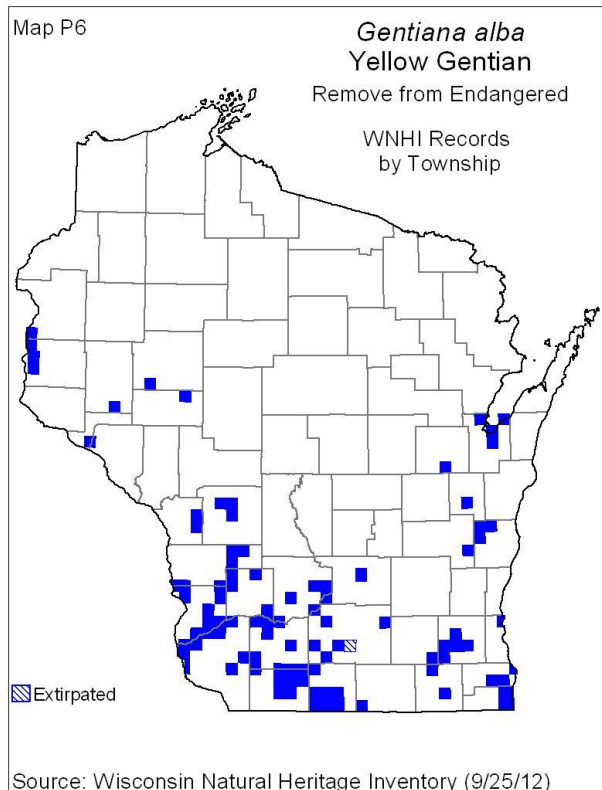 Map P6
Gentiana alba
Yellow Gentian
Remove from Endangered
WNHI Records
by Township
Extirpated
Source: Wisconsin Natural Heritage Inventory (9/25/12)